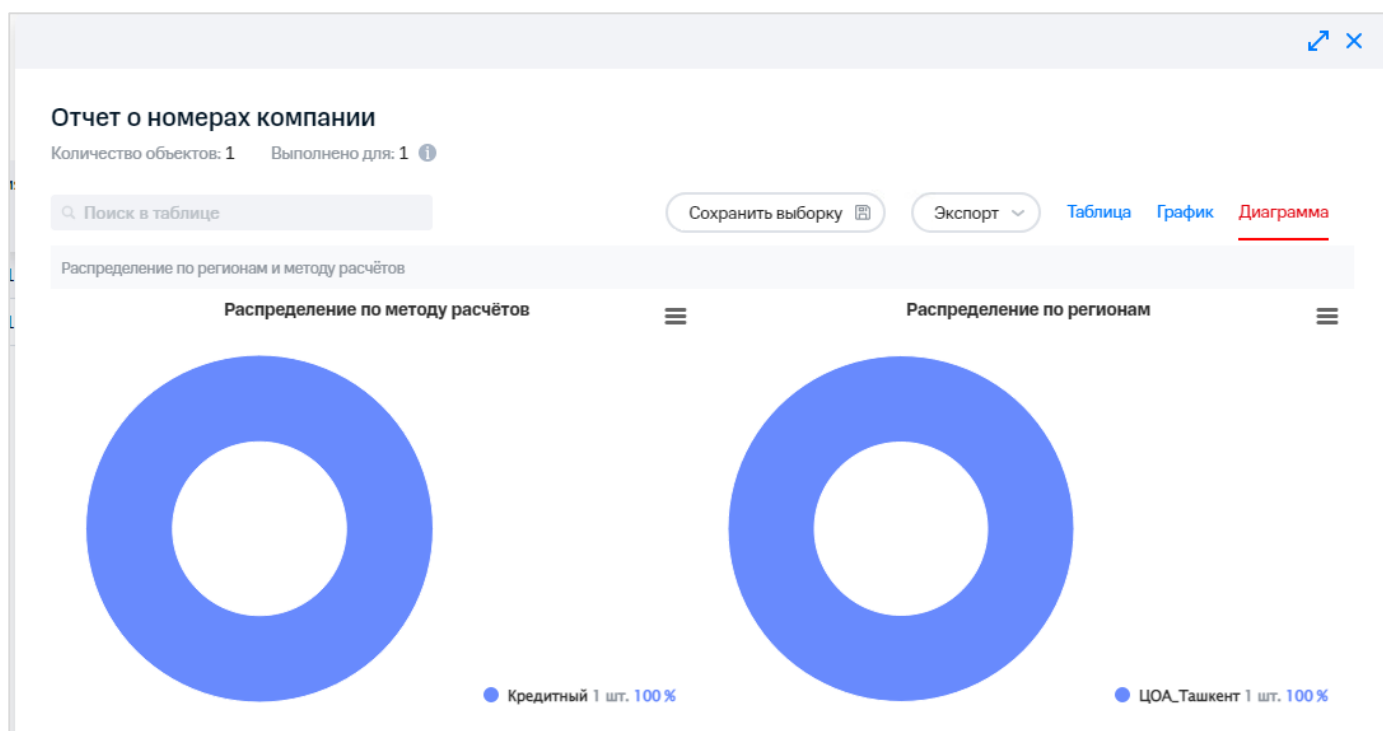 Отчет о номерах компании
Количество объектов: 1 Выполнено для: 1
Поиск в таблице
Сохранить выборку Экспорт Таблица График Диаграмма
Распределение по регионам и методу расчётов
Распределение по методу расчётов Распределение по регионам
Кредитный 1 шт. 100 % ЦОА_Ташкент 1 шт. 100 %